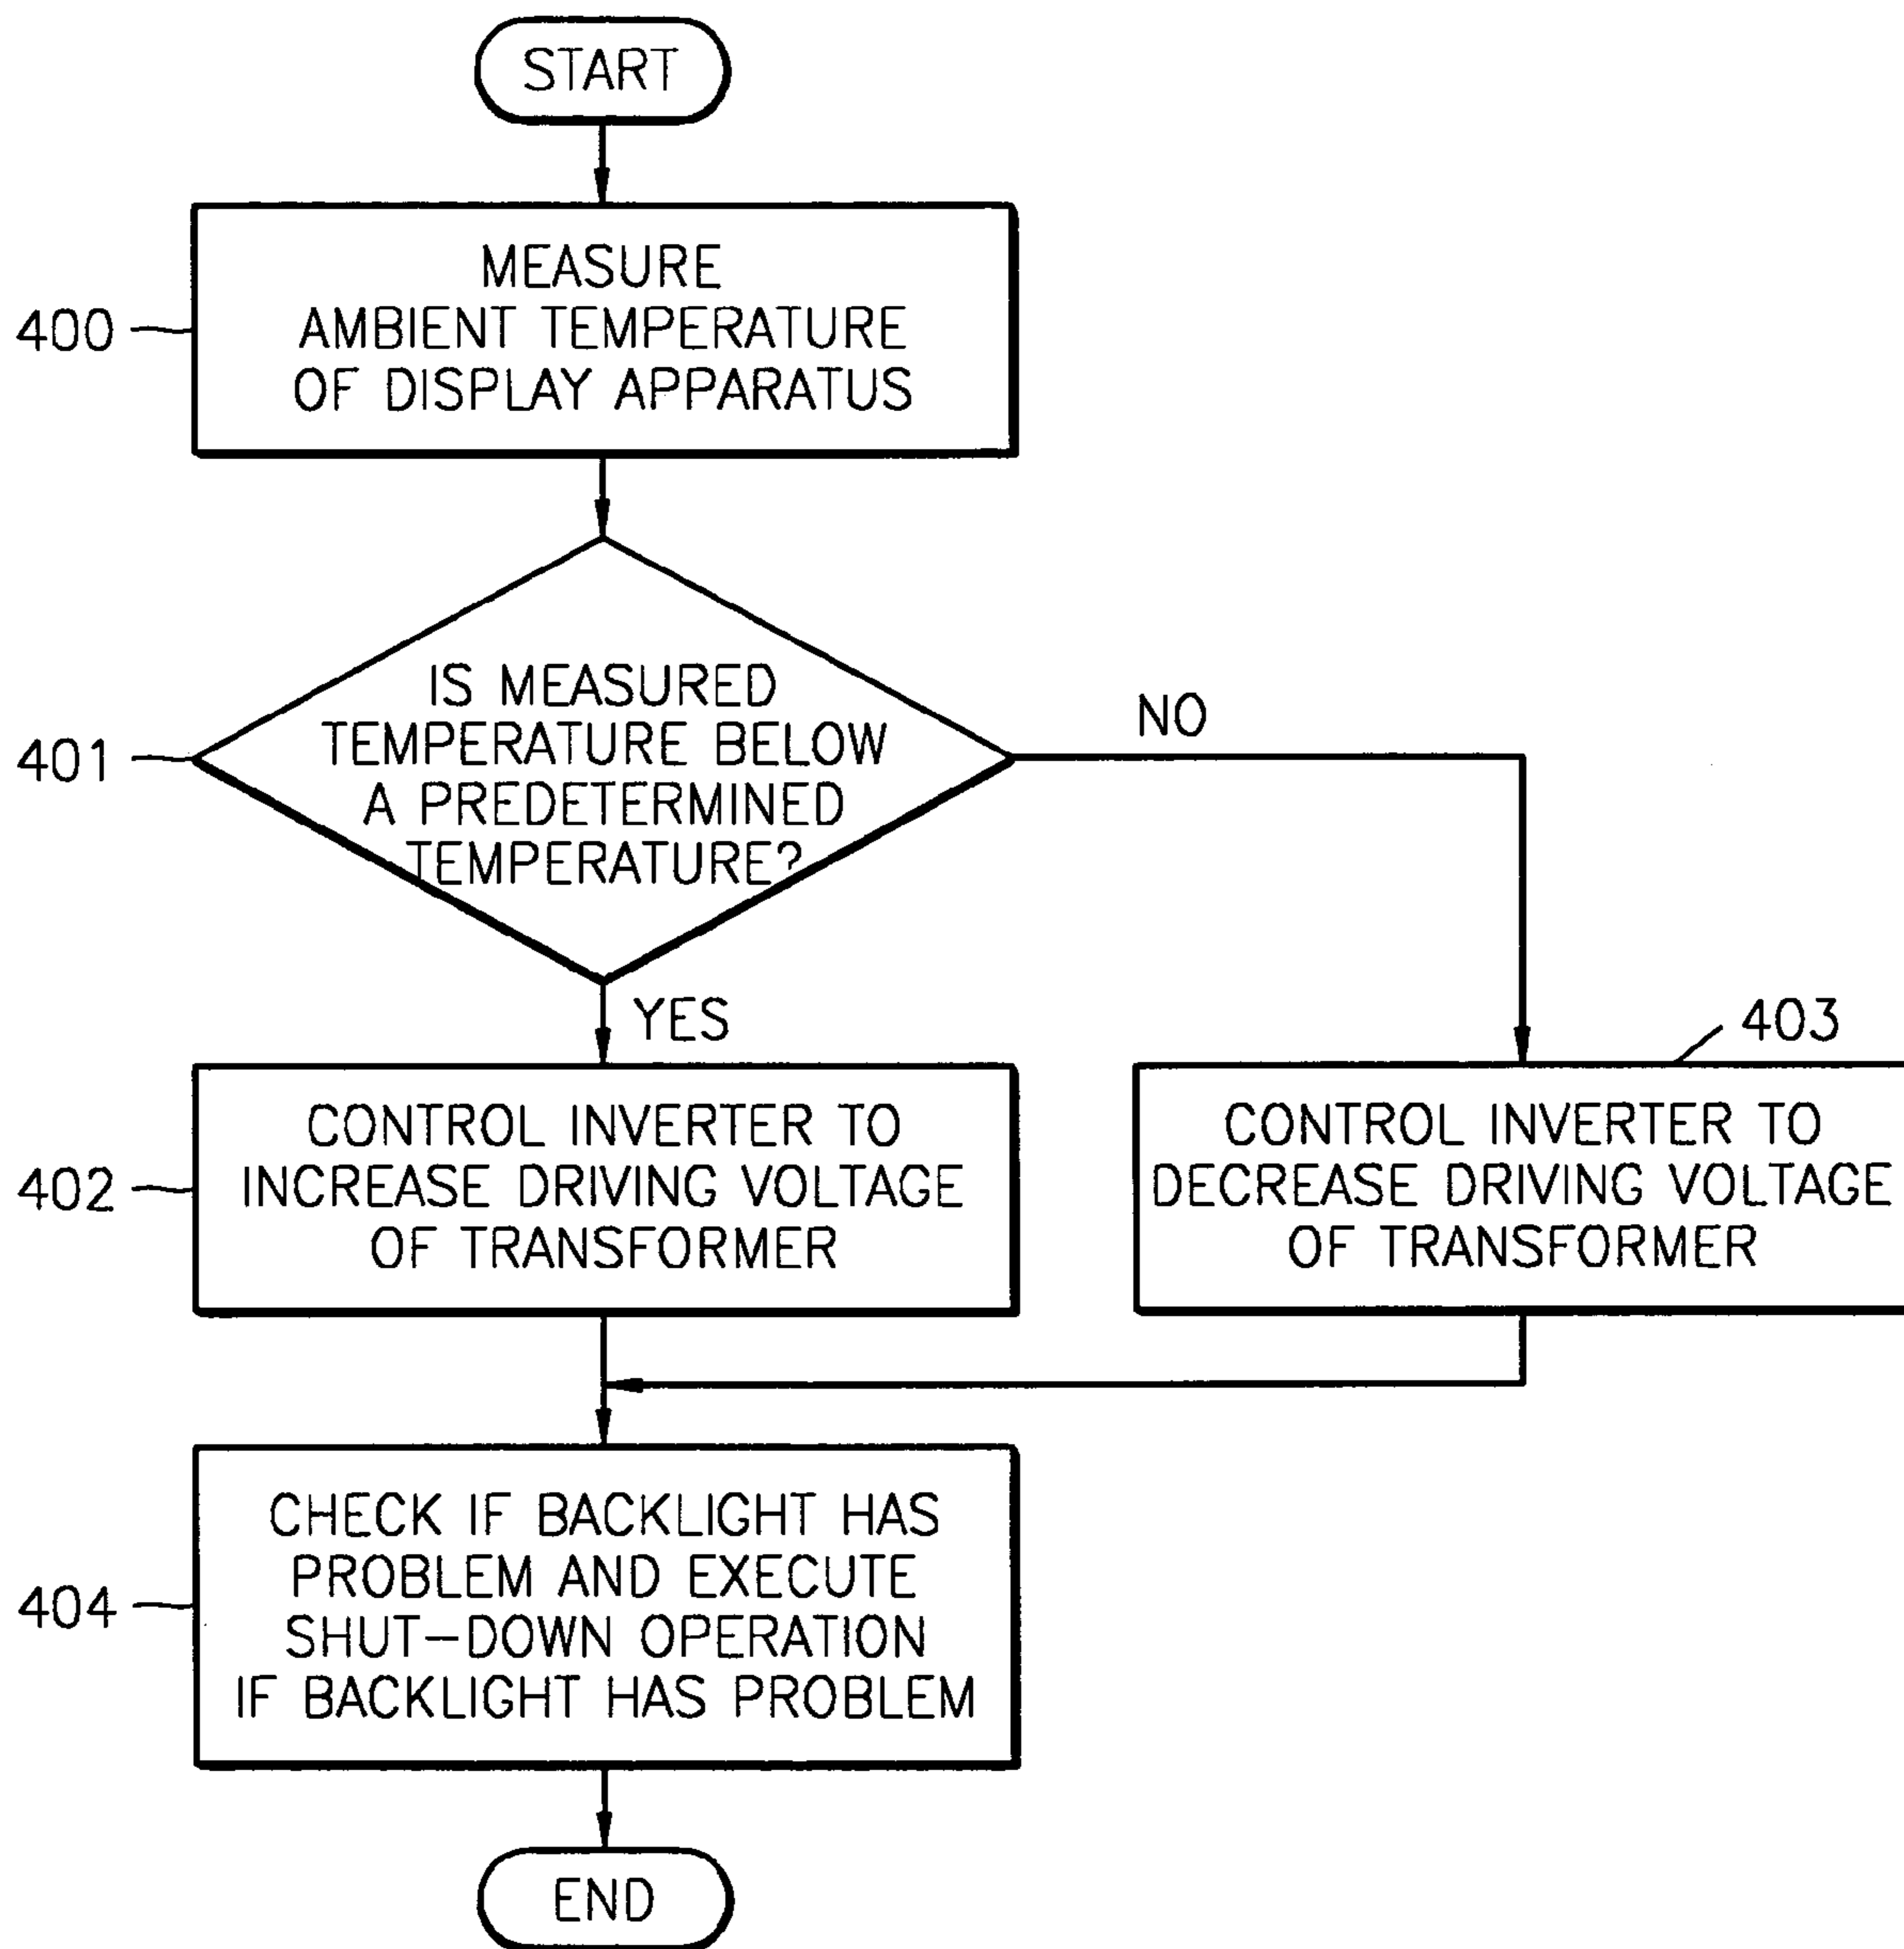 START
400
MEASURE
AMBIENT TEMPERATURE
OF DISPLAY APPARATUS
401
IS MEASURED
TEMPERATURE BELOW
A PREDETERMINED
TEMPERATURE?
NO
YES
402
CONTROL INVERTER TO
INCREASE DRIVING VOLTAGE
OF TRANSFORMER
403
CONTROL INVERTER TO
DECREASE DRIVING VOLTAGE
OF TRANSFORMER
404
CHECK IF BACKLIGHT HAS
PROBLEM AND EXECUTE
SHUT-DOWN OPERATION
IF BACKLIGHT HAS PROBLEM
END